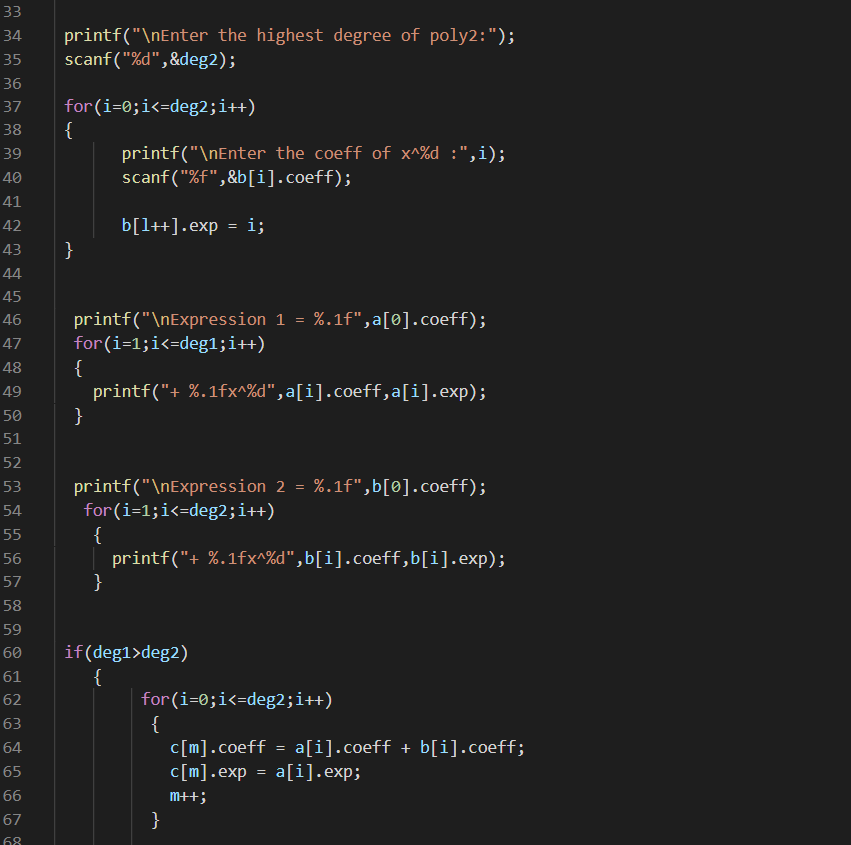 33
34 printf("\nEnter the highest degree of poly2:");
35 scanf("%d",&deg2);
36
37 for(i=0;i<=deg2;i++)
38 {
39 printf("\nEnter the coeff of x^%d :",i);
40 scanf("%f",&b[i].coeff);
41
42 b[l++].exp = i;
43 }
44
45
46 printf("\nExpression 1 = %.1f",a[0].coeff);
47 for(i=1;i<=deg1;i++)
48 {
49 printf("+ %.1fx^%d",a[i].coeff,a[i].exp);
50 }
51
52
53 printf("\nExpression 2 = %.1f",b[0].coeff);
54 for(i=1;i<=deg2;i++)
55 {
56 printf("+ %.1fx^%d",b[i].coeff,b[i].exp);
57 }
58
59
60 if(deg1>deg2)
61 {
62 for(i=0;i<=deg2;i++)
63 {
64 c[m].coeff = a[i].coeff + b[i].coeff;
65 c[m].exp = a[i].exp;
66 m++;
67 }
68